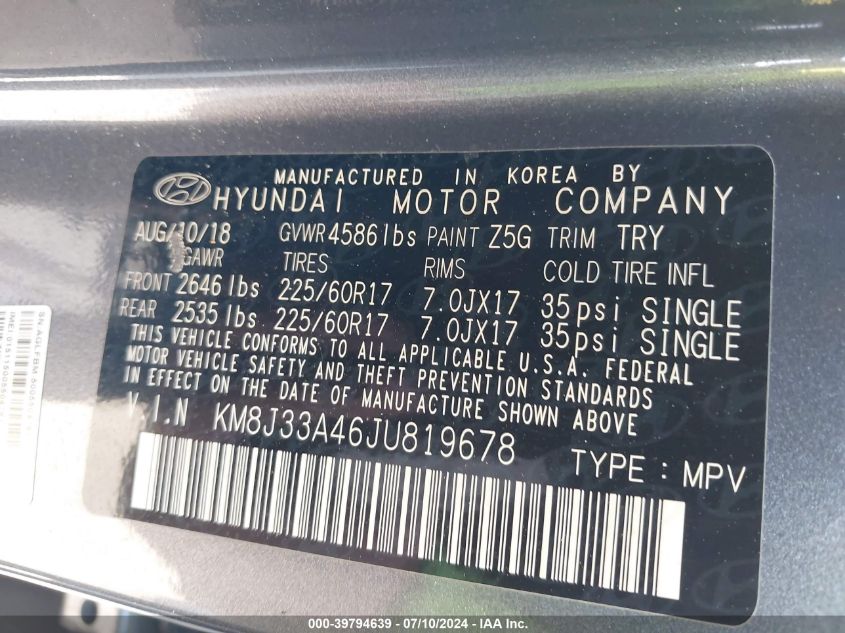 MANUFACTURED IN KOREA BY
HYUNDAI MOTOR COMPANY
AUG/10/18 GVWR 4586 lbs PAINT Z5G TRIM TRY
GAWR TIRES RIMS COLD TIRE INFL
FRONT 2646 lbs 225/60R17 7.0JX17 35psi SINGLE
REAR 2535 lbs 225/60R17 7.0JX17 35psi SINGLE
THIS VEHICLE CONFORMS TO ALL APPLICABLE U.S.A. FEDERAL
MOTOR VEHICLE SAFETY AND THEFT PREVENTION STANDARDS
IN EFFECT ON THE DATE OF MANUFACTURE SHOWN ABOVE
V.I.N KM8J33A46JU819678
TYPE : MPV
000-39794639 - 07/10/2024 - IAA Inc.